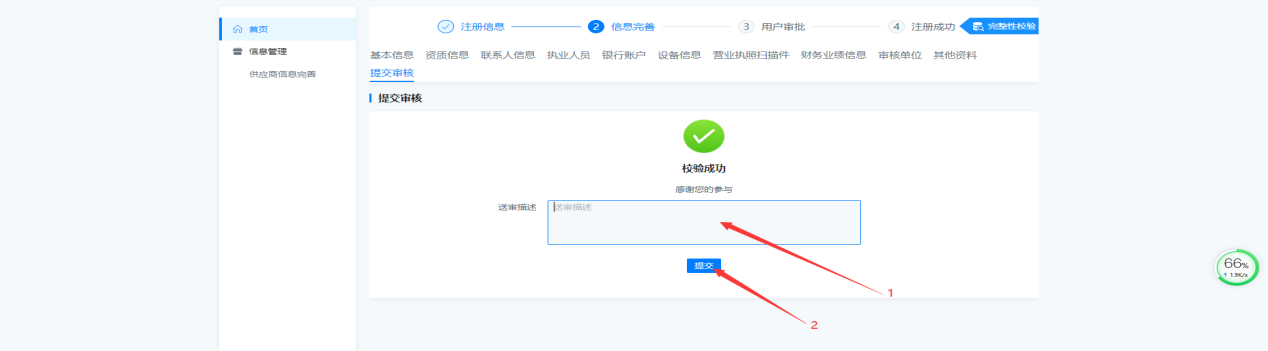 首页
信息管理
供应商信息完善
注册信息 2 信息完善 3 用户审批 4 注册成功 完整性校验
基本信息 资质信息 联系人信息 执业人员 银行账户 设备信息 营业执照扫描件 财务业绩信息 审核单位 其他资料
提交审核
提交审核
校验成功
感谢您的参与
送审描述 送审描述
提交
1
2
66%
↑ 1.9K/s